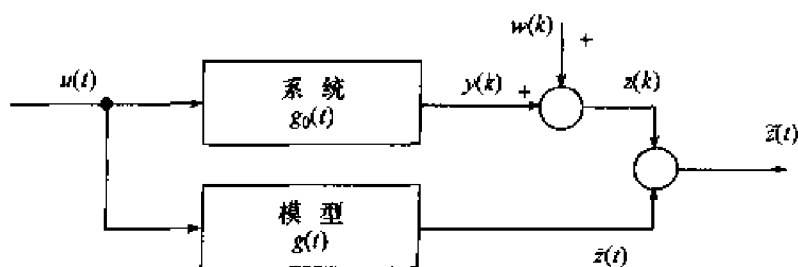 w(k) +
u(t)
系 统
g₀(t)
y(k) +
z(k)
z̃(t)
模 型
g(t)
ẑ(t)